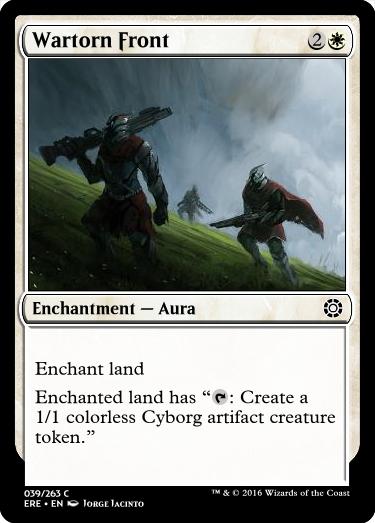 Wartorn Front 2
Enchantment — Aura
Enchant land
Enchanted land has “: Create a
1/1 colorless Cyborg artifact creature
token.”
039/263 C
ERE • EN Jorge Jacinto
™ & © 2016 Wizards of the Coast